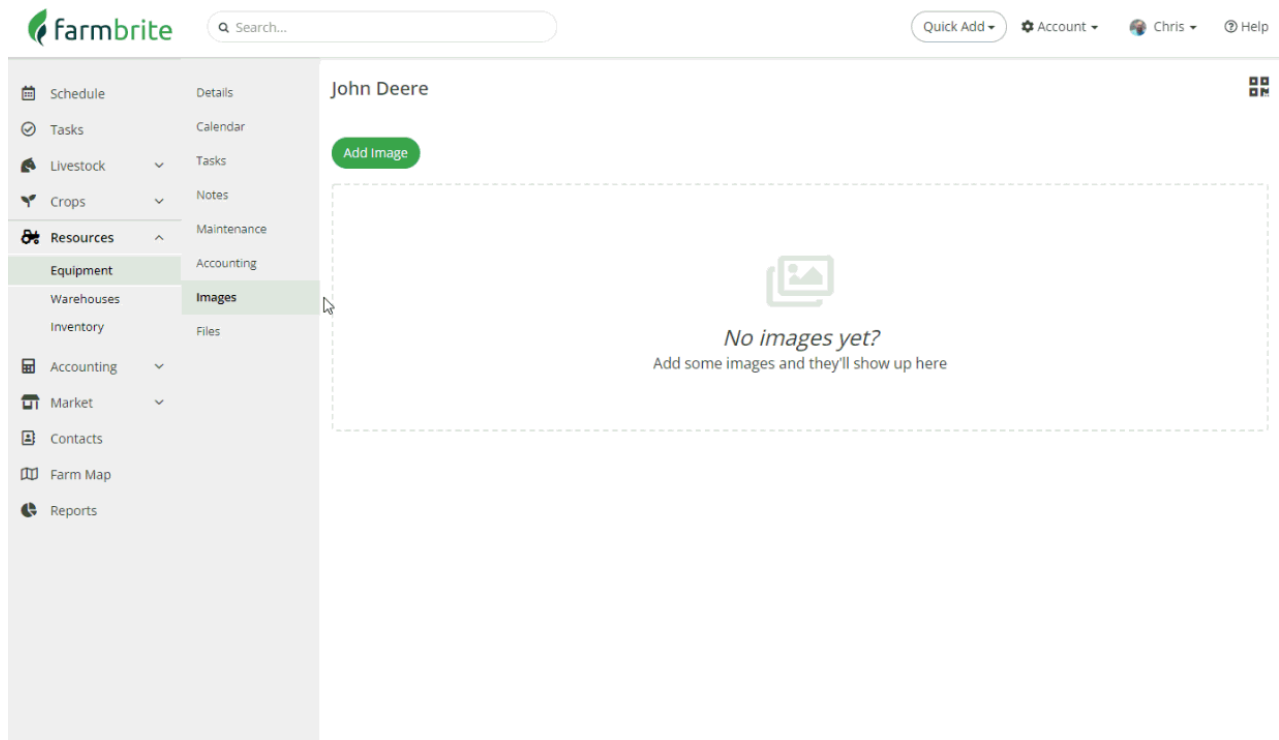 farmbrite
Search...
Quick Add
Account
Chris
Help
Schedule
Tasks
Livestock
Crops
Resources
Equipment
Warehouses
Inventory
Accounting
Market
Contacts
Farm Map
Reports
Details
Calendar
Tasks
Notes
Maintenance
Accounting
Images
Files
John Deere
Add Image
No images yet?
Add some images and they'll show up here